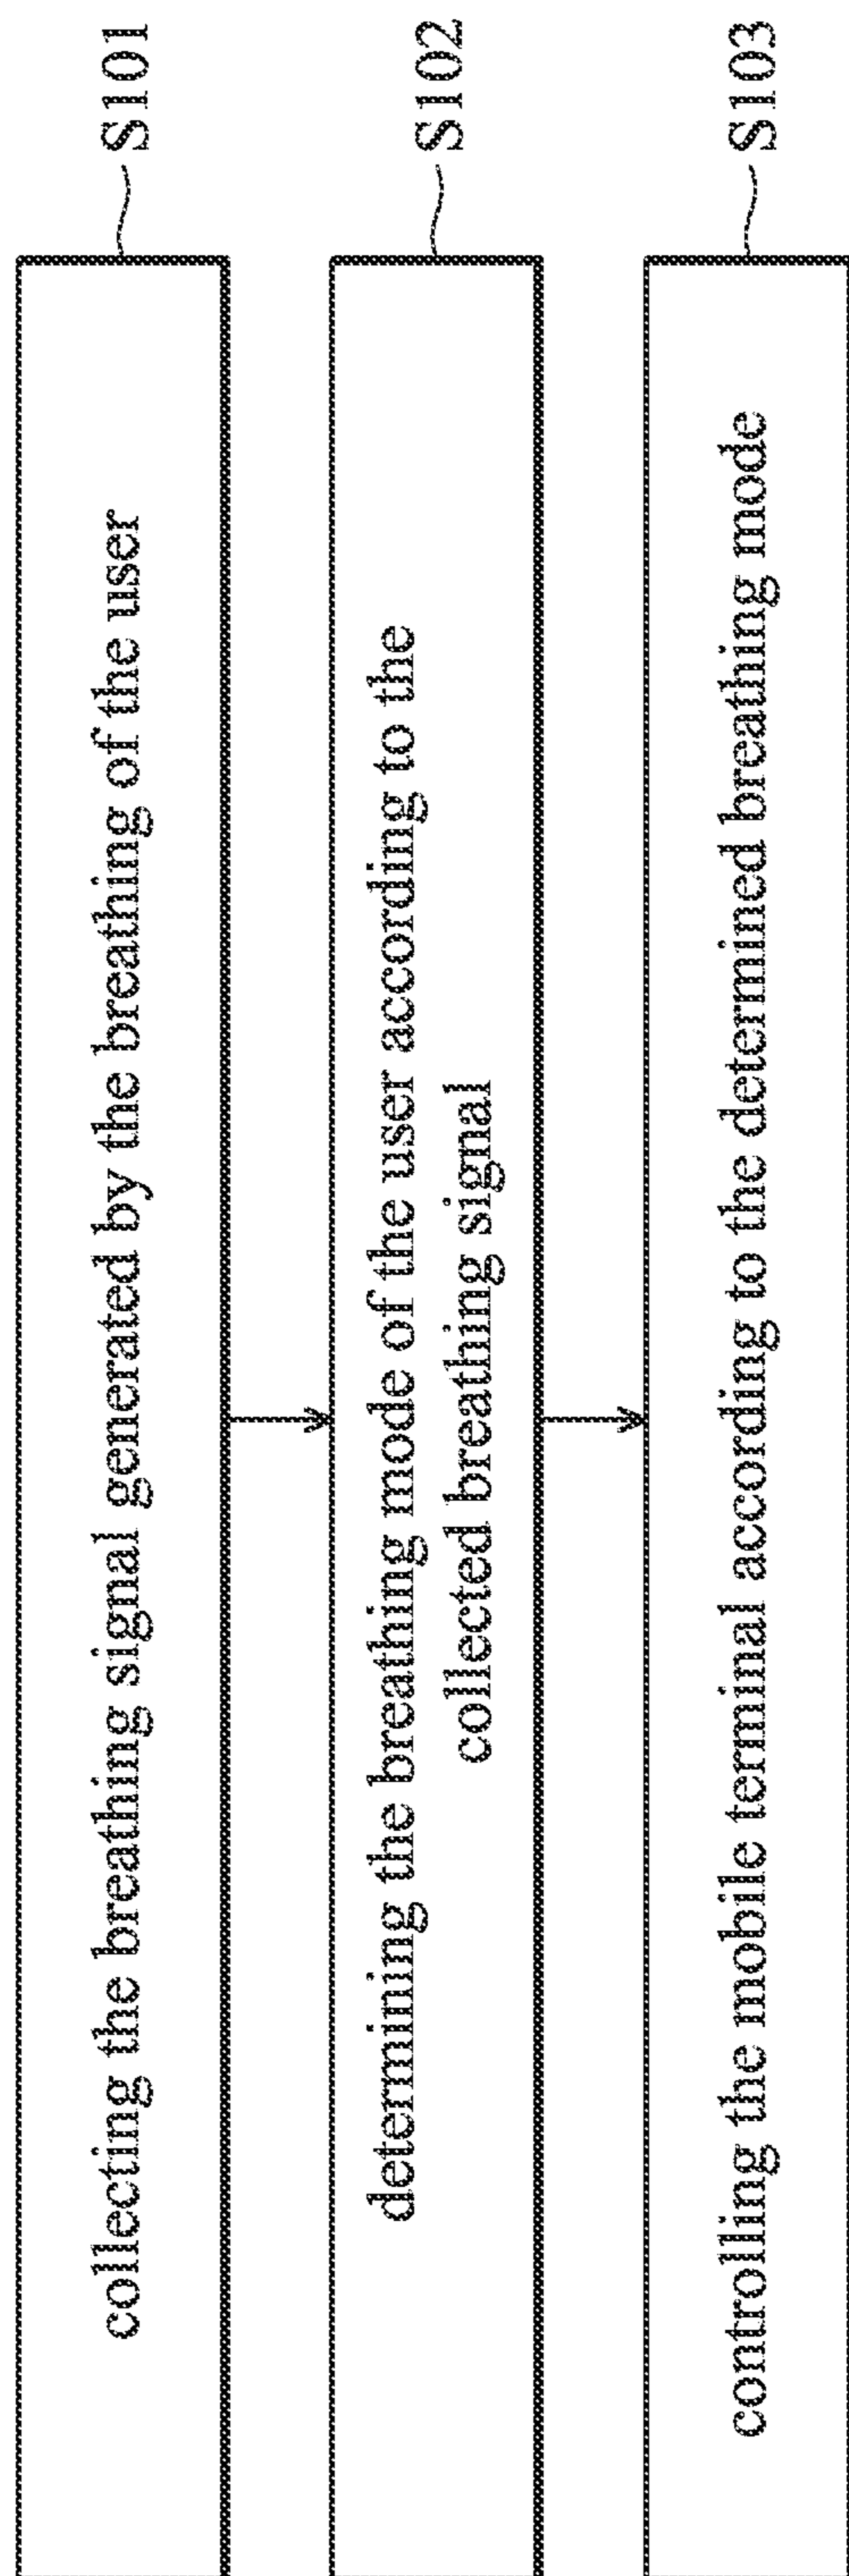 collecting the breathing signal generated by the breathing of the user
S101
determining the breathing mode of the user according to the
collected breathing signal
S102
controlling the mobile terminal according to the determined breathing mode
S103